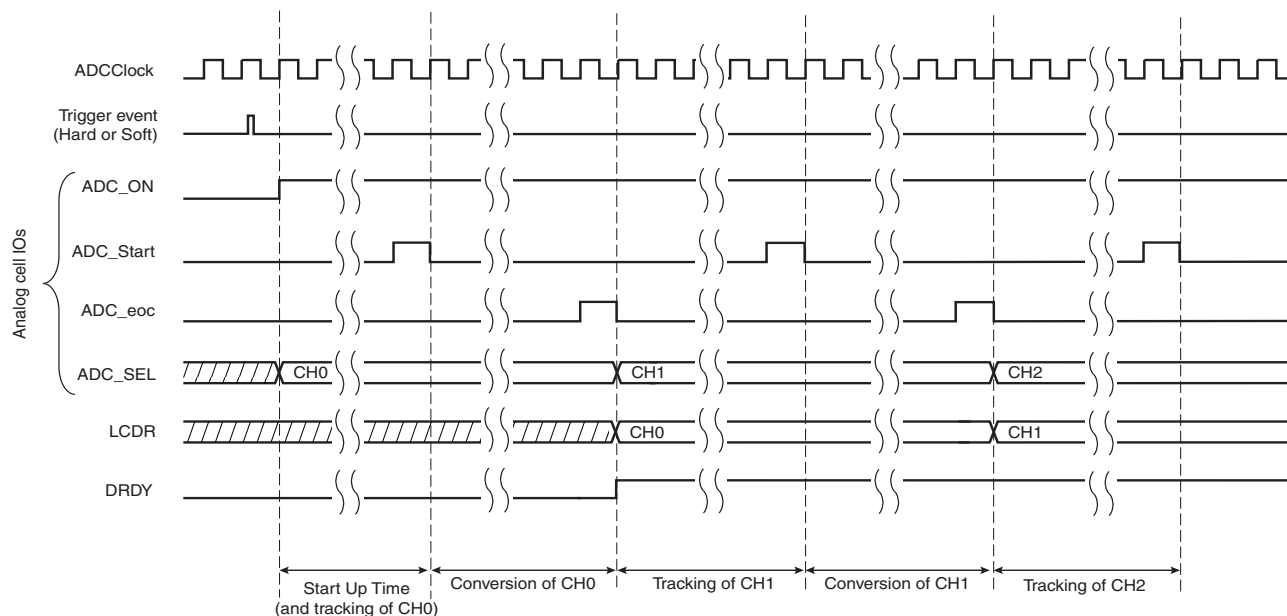 ADCClock
Trigger event
(Hard or Soft)
ADC_ON
ADC_Start
Analog cell IOs
ADC_eoc
ADC_SEL
CH0
CH1
CH2
LCDR
CH0
CH1
DRDY
Start Up Time
(and tracking of CH0)
Conversion of CH0
Tracking of CH1
Conversion of CH1
Tracking of CH2